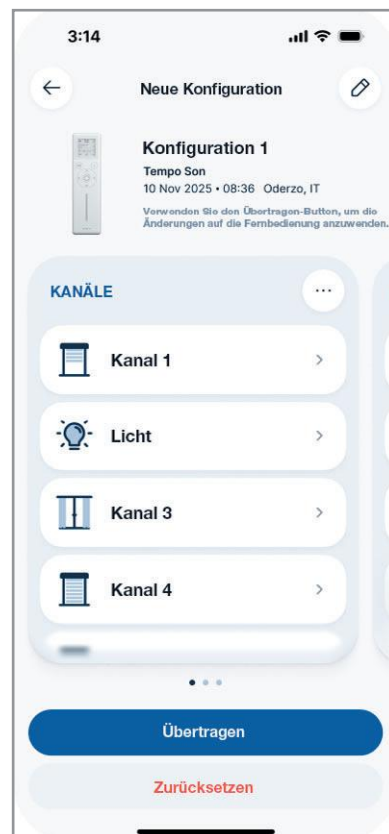 3:14
Neue Konfiguration
Konfiguration 1
Tempo Son
10 Nov 2025 • 08:36 Oderzo, IT
Verwenden Sie den Übertragen-Button, um die
Änderungen auf die Fernbedienung anzuwenden.
KANÄLE
Kanal 1
Licht
Kanal 3
Kanal 4
Übertragen
Zurücksetzen